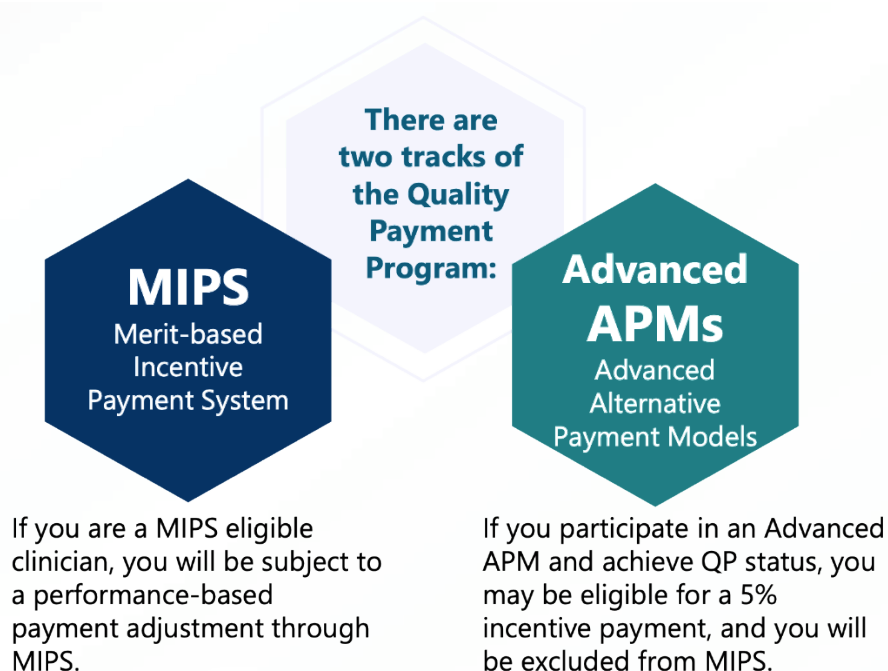 There are
two tracks of
the Quality
Payment
Program:
MIPS
Merit-based
Incentive
Payment System
Advanced
APMs
Advanced
Alternative
Payment Models
If you are a MIPS eligible
clinician, you will be subject to
a performance-based
payment adjustment through
MIPS.
If you participate in an Advanced
APM and achieve QP status, you
may be eligible for a 5%
incentive payment, and you will
be excluded from MIPS.